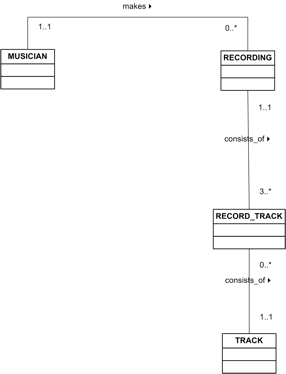 makes
1..1
0..*
MUSICIAN
RECORDING
1..1
consists_of
3..*
RECORD_TRACK
0..*
consists_of
1..1
TRACK